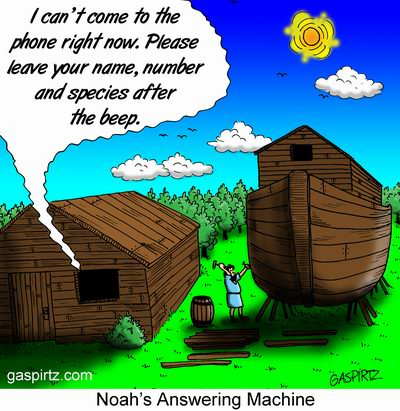 I can't come to the
phone right now. Please
leave your name, number
and species after
the beep.
GASPIRTZ
gaspirtz.com
Noah's Answering Machine